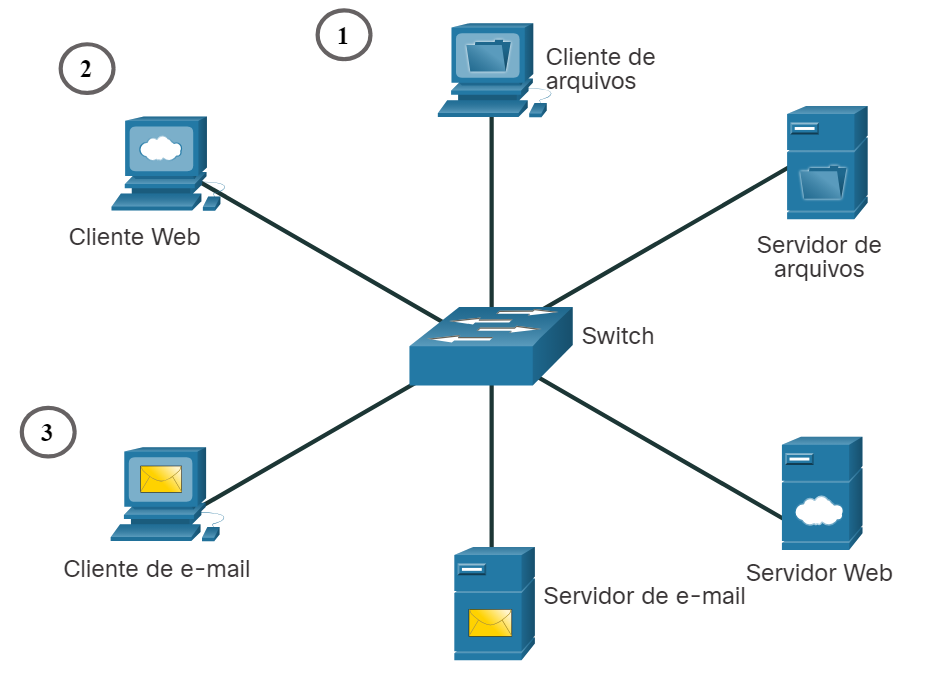 1
Cliente de
arquivos
2
Cliente Web
Servidor de
arquivos
Switch
3
Cliente de e-mail
Servidor de e-mail
Servidor Web